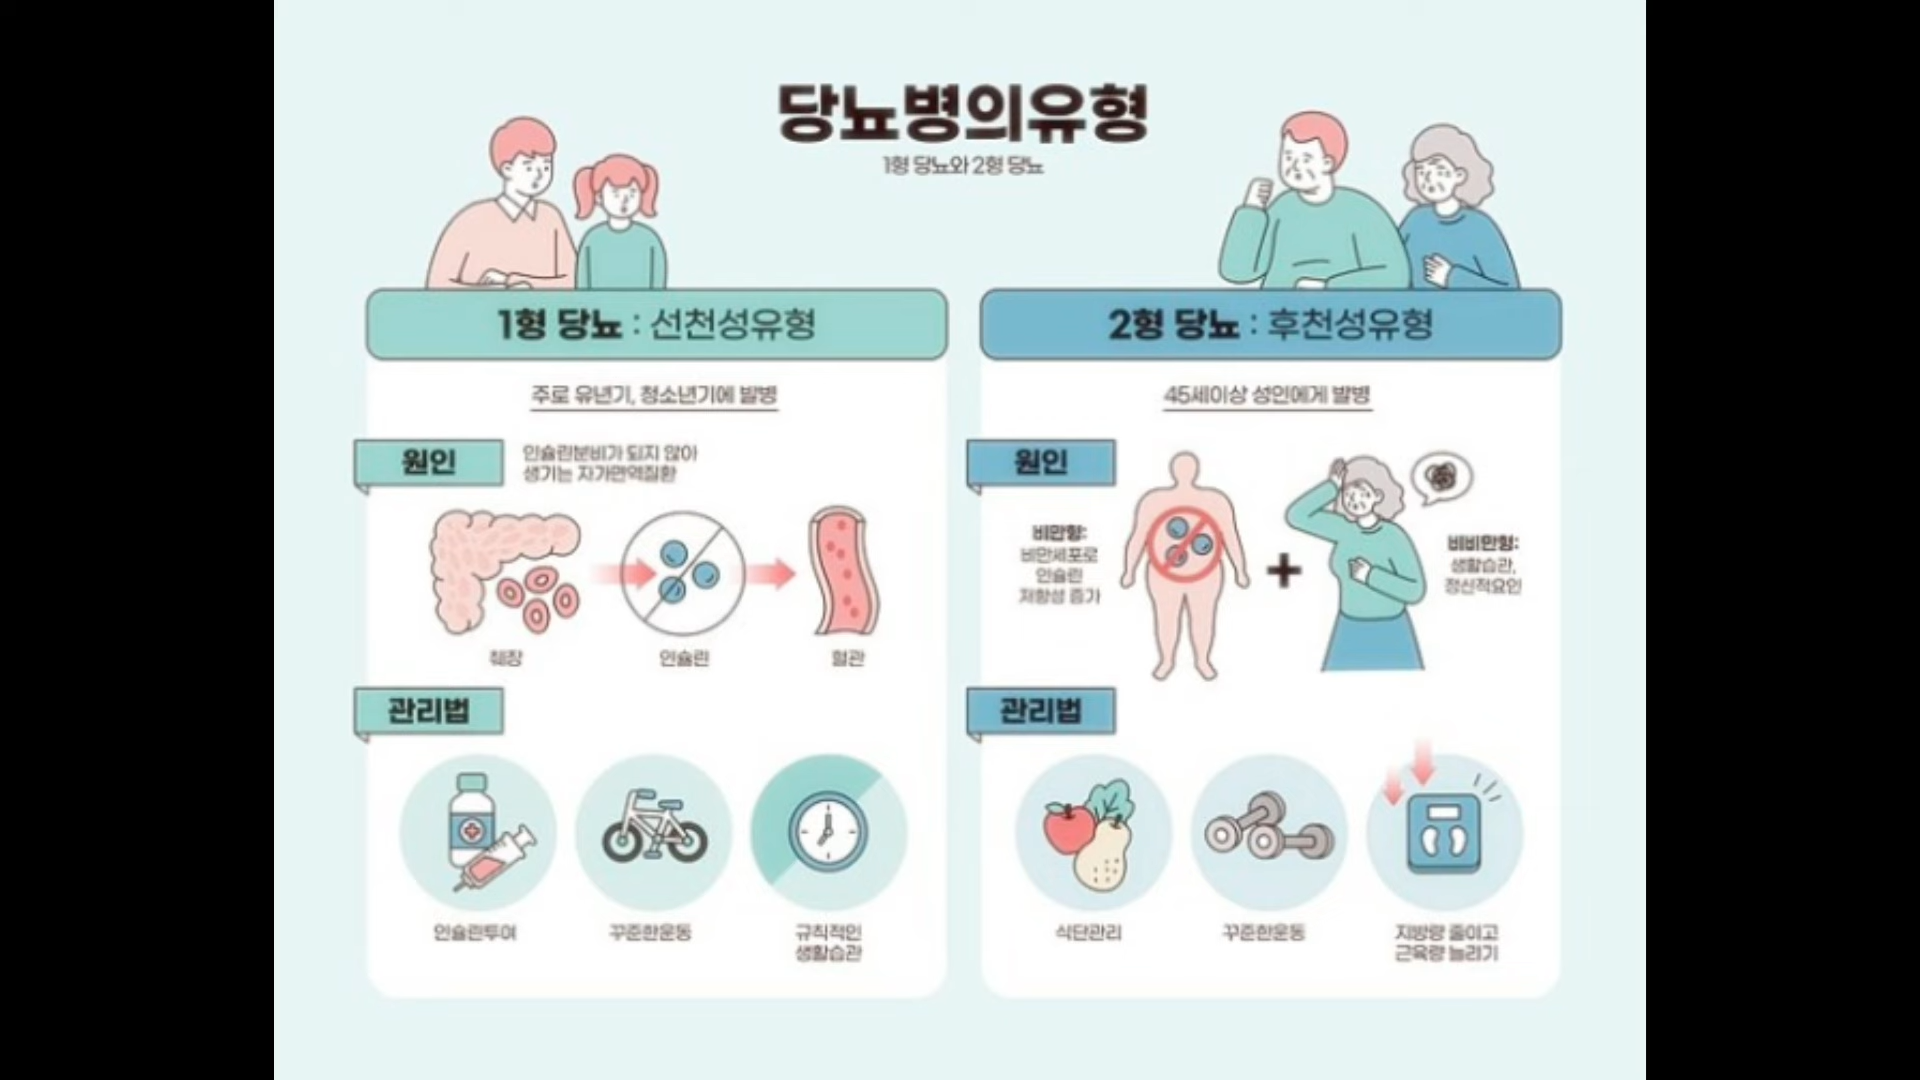 당뇨병의유형
1형 당뇨와 2형 당뇨
1형 당뇨 : 선천성유형
주로 유년기, 청소년기에 발병
원인
인슐린분비가 되지 않아
생기는 자가면역질환
췌장
인슐린
혈관
관리법
인슐린투여
꾸준한운동
규칙적인
생활습관
2형 당뇨 : 후천성유형
45세이상 성인에게 발병
원인
비만형:
비만세포로
인슐린
저항성 증가
+
비비만형:
생활습관,
정신적요인
관리법
식단관리
꾸준한운동
지방량 줄이고
근육량 늘리기